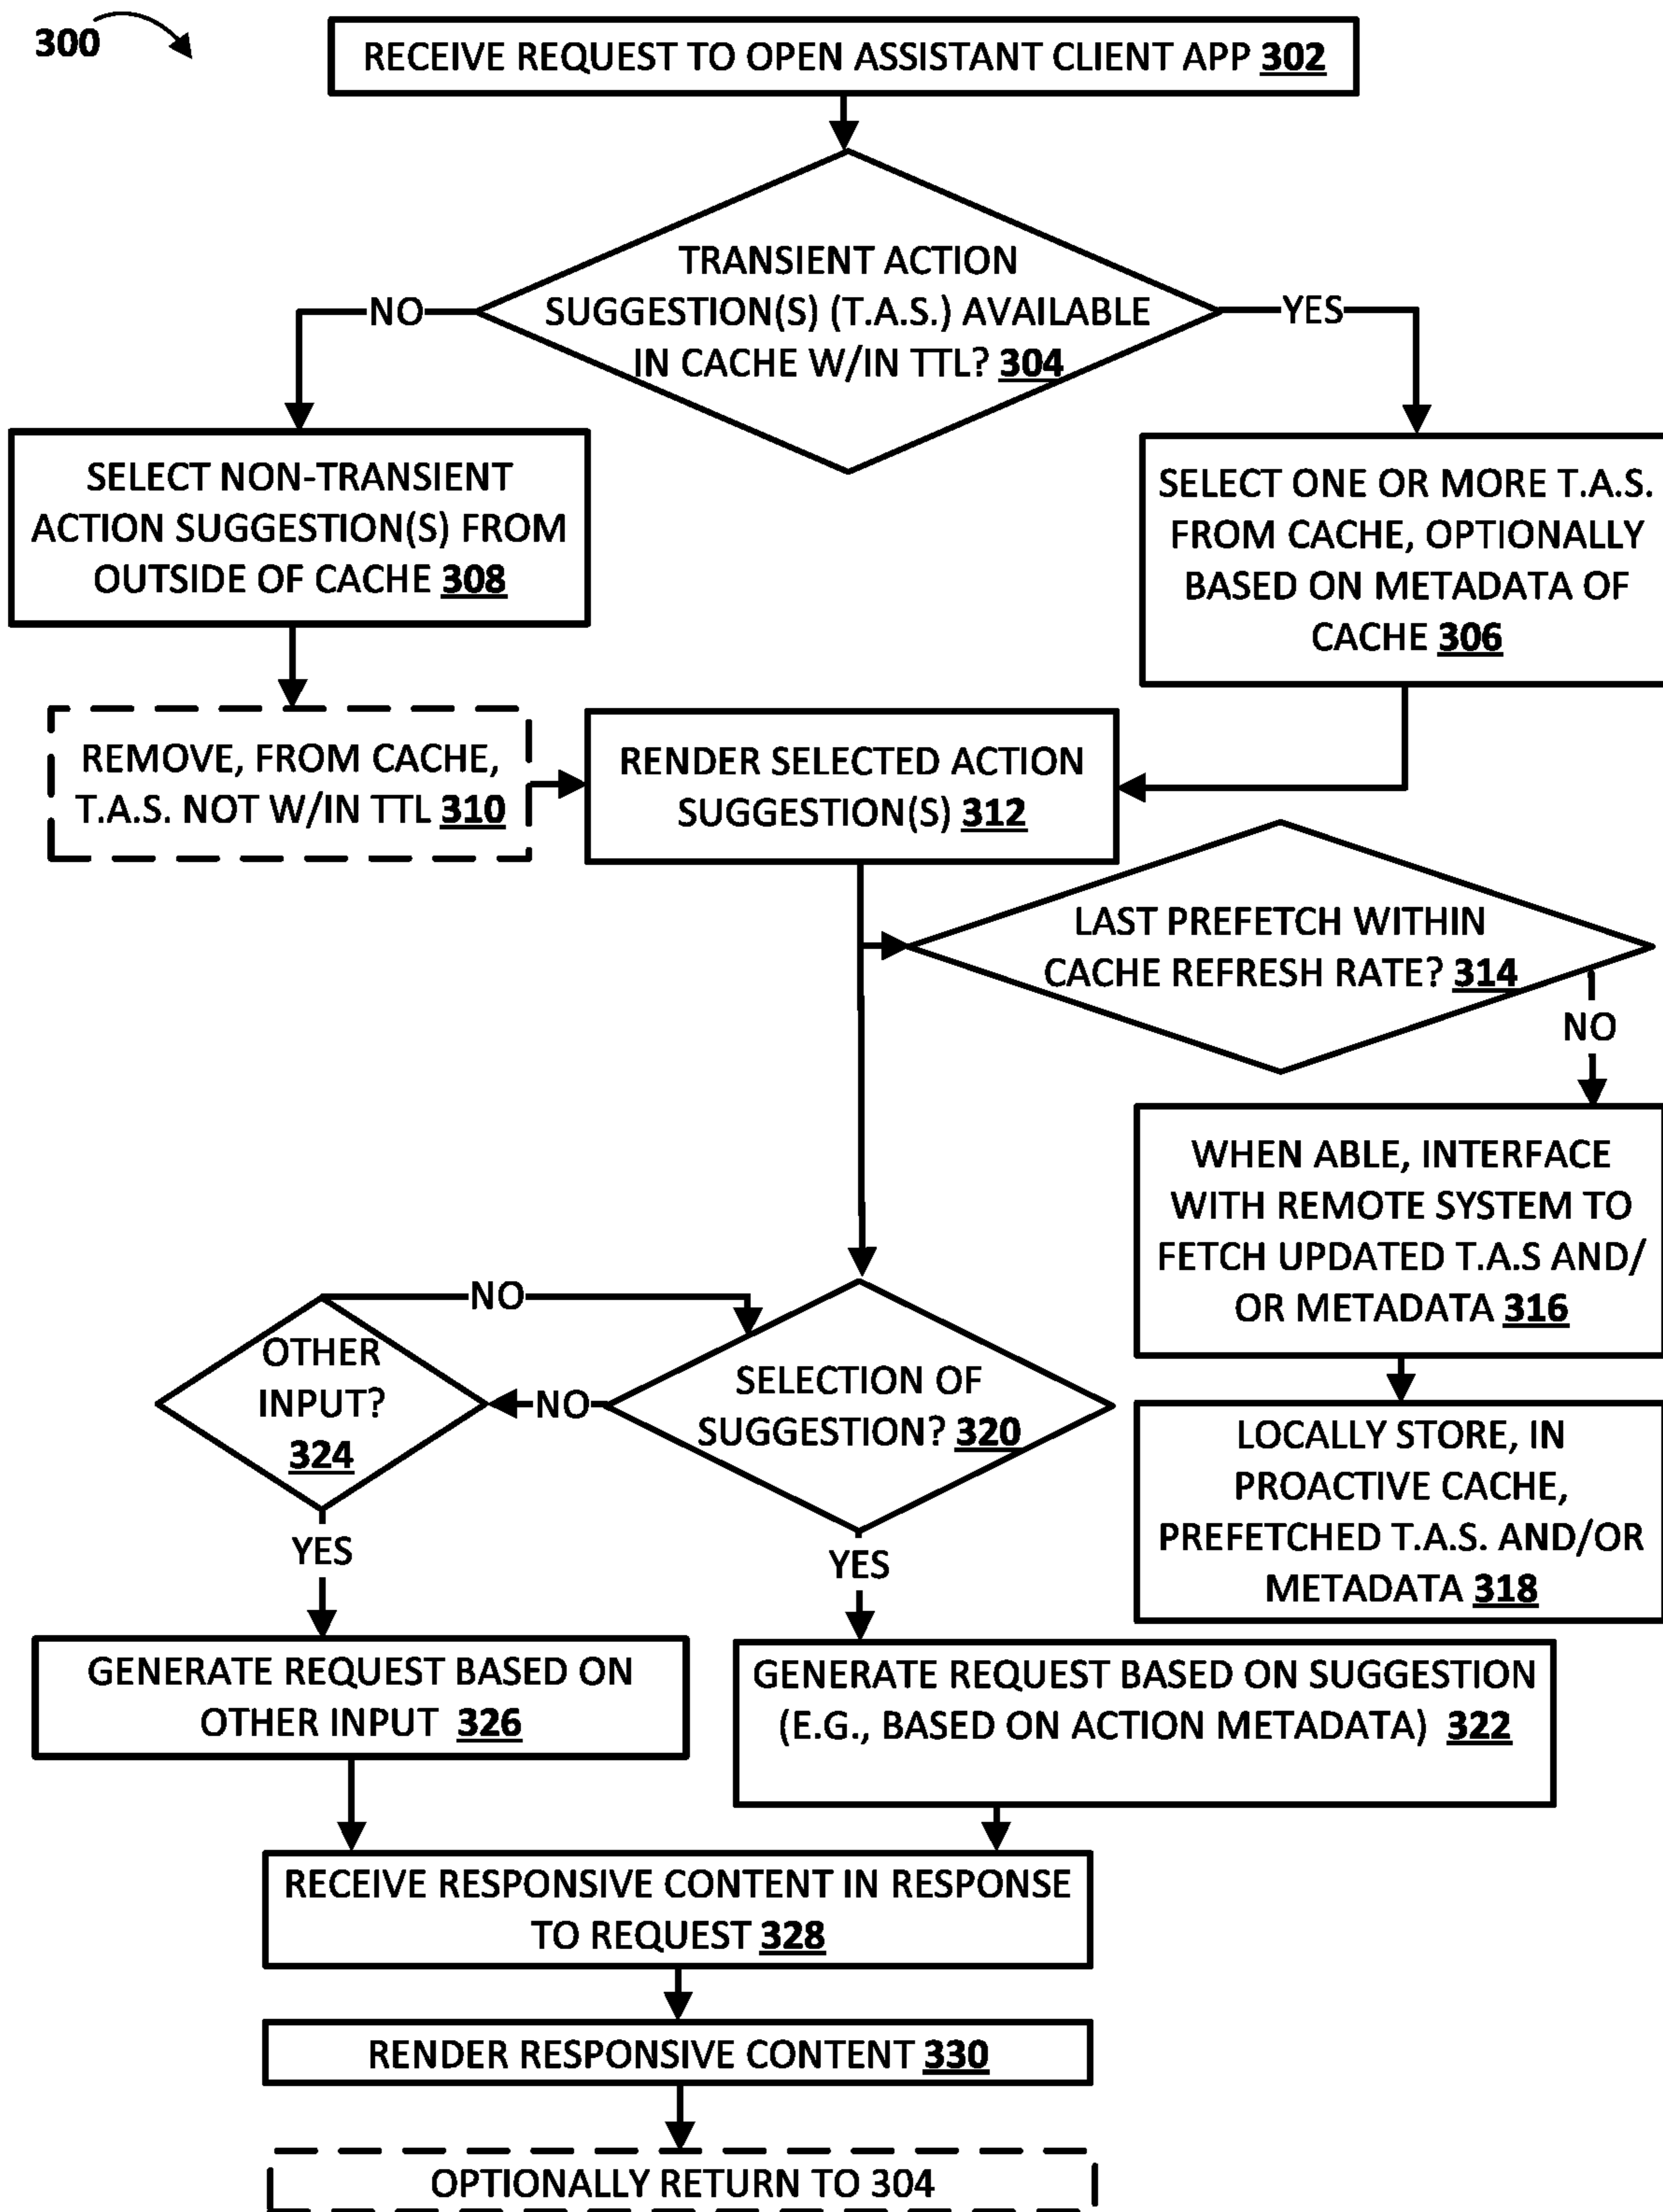 300
RECEIVE REQUEST TO OPEN ASSISTANT CLIENT APP 302
TRANSIENT ACTION
SUGGESTION(S) (T.A.S.) AVAILABLE
IN CACHE W/IN TTL? 304
NO
YES
SELECT NON-TRANSIENT
ACTION SUGGESTION(S) FROM
OUTSIDE OF CACHE 308
SELECT ONE OR MORE T.A.S.
FROM CACHE, OPTIONALLY
BASED ON METADATA OF
CACHE 306
REMOVE, FROM CACHE,
T.A.S. NOT W/IN TTL 310
RENDER SELECTED ACTION
SUGGESTION(S) 312
LAST PREFETCH WITHIN
CACHE REFRESH RATE? 314
NO
WHEN ABLE, INTERFACE
WITH REMOTE SYSTEM TO
FETCH UPDATED T.A.S AND/
OR METADATA 316
LOCALLY STORE, IN
PROACTIVE CACHE,
PREFETCHED T.A.S. AND/OR
METADATA 318
SELECTION OF
SUGGESTION? 320
NO
OTHER
INPUT?
324
NO
YES
YES
GENERATE REQUEST BASED ON
OTHER INPUT 326
GENERATE REQUEST BASED ON SUGGESTION
(E.G., BASED ON ACTION METADATA) 322
RECEIVE RESPONSIVE CONTENT IN RESPONSE
TO REQUEST 328
RENDER RESPONSIVE CONTENT 330
OPTIONALLY RETURN TO 304